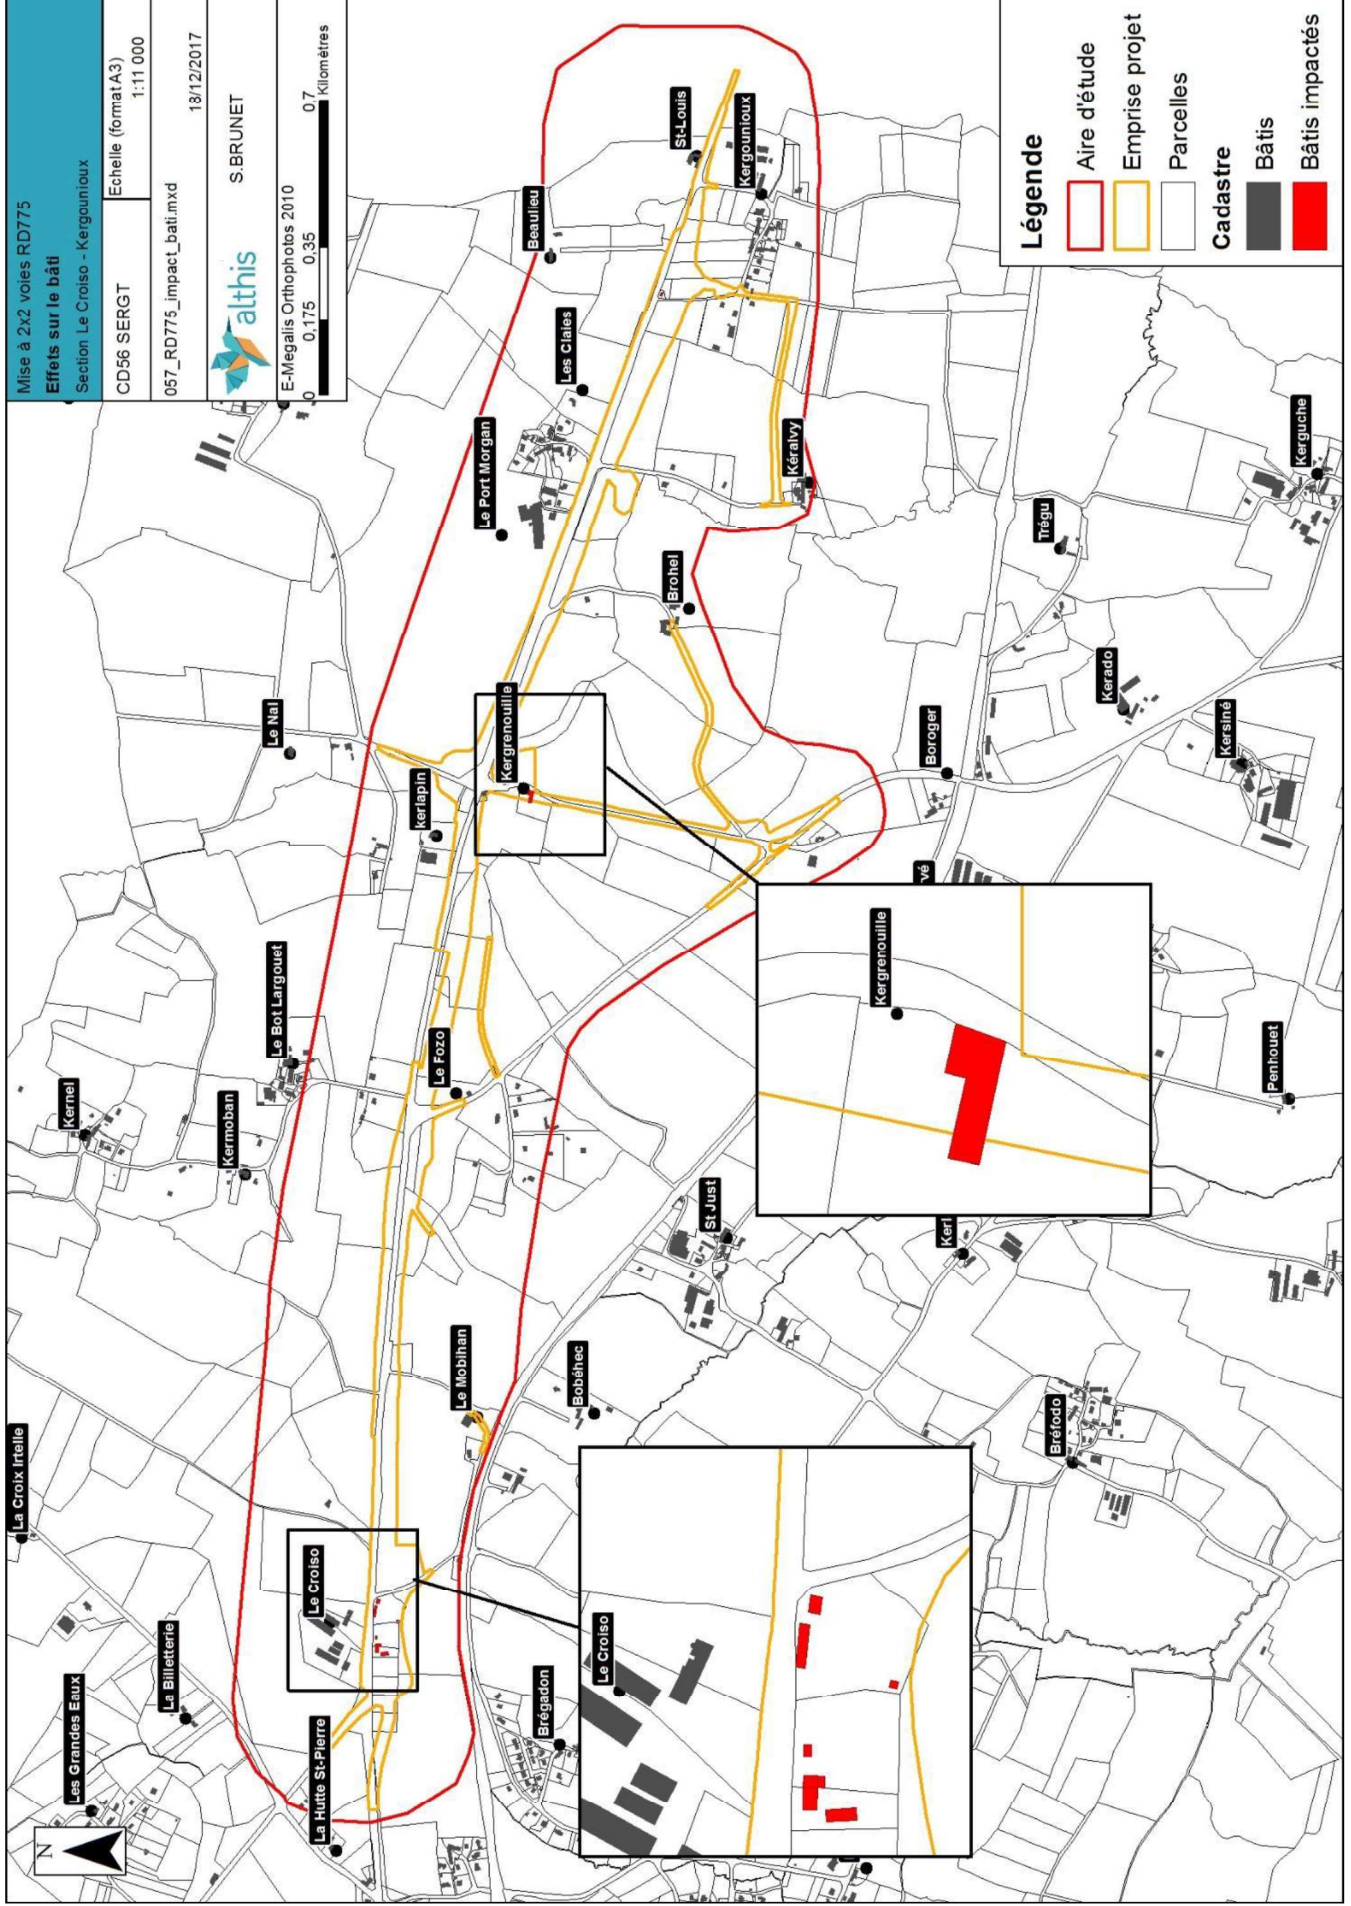 Mise à 2x2 voies RD775
Effets sur le bâti
Section Le Croiso - Kergounioux
CD56 SERGT
Echelle (format A3)
1:11 000
057_RD775_impact_bati.mxd
18/12/2017
althis
S.BRUNET
E-Megalis Orthophotos 2010
0
0,175
0,35
0,7
Kilomètres
N
Les Grandes Eaux
La Croix Irtelle
Kernel
La Billetterie
Kermoban
Le Bot Largouet
Le Nal
La Hutte St-Pierre
Le Croiso
Le Mobihan
Le Fozo
kerlapin
Kergrenouille
Le Port Morgan
Les Claies
Beaulieu
St-Louis
Kergounioux
Brégadon
Bobéhec
St Just
Brohel
Kéralvy
Boroger
vé
Kerl
Trégu
Kerado
Kersiné
Kerguche
Bréfodo
Penhouet
Le Croiso
Kergrenouille
Légende
Aire d'étude
Emprise projet
Parcelles
Cadastre
Bâtis
Bâtis impactés